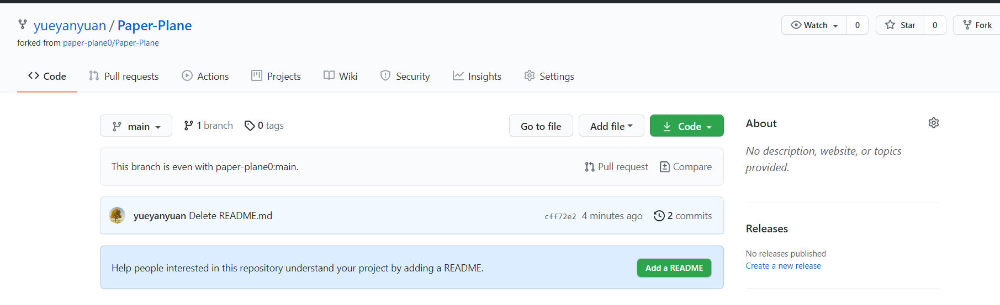 yueyanyuan / Paper-Plane
forked from paper-plane0/Paper-Plane
Watch 0 Star 0 Fork
Code Pull requests Actions Projects Wiki Security Insights Settings
main 1 branch 0 tags Go to file Add file Code
This branch is even with paper-plane0:main. Pull request Compare
yueyanyuan Delete README.md cff72e2 4 minutes ago 2 commits
Help people interested in this repository understand your project by adding a README. Add a README
About
No description, website, or topics
provided.
Releases
No releases published
Create a new release